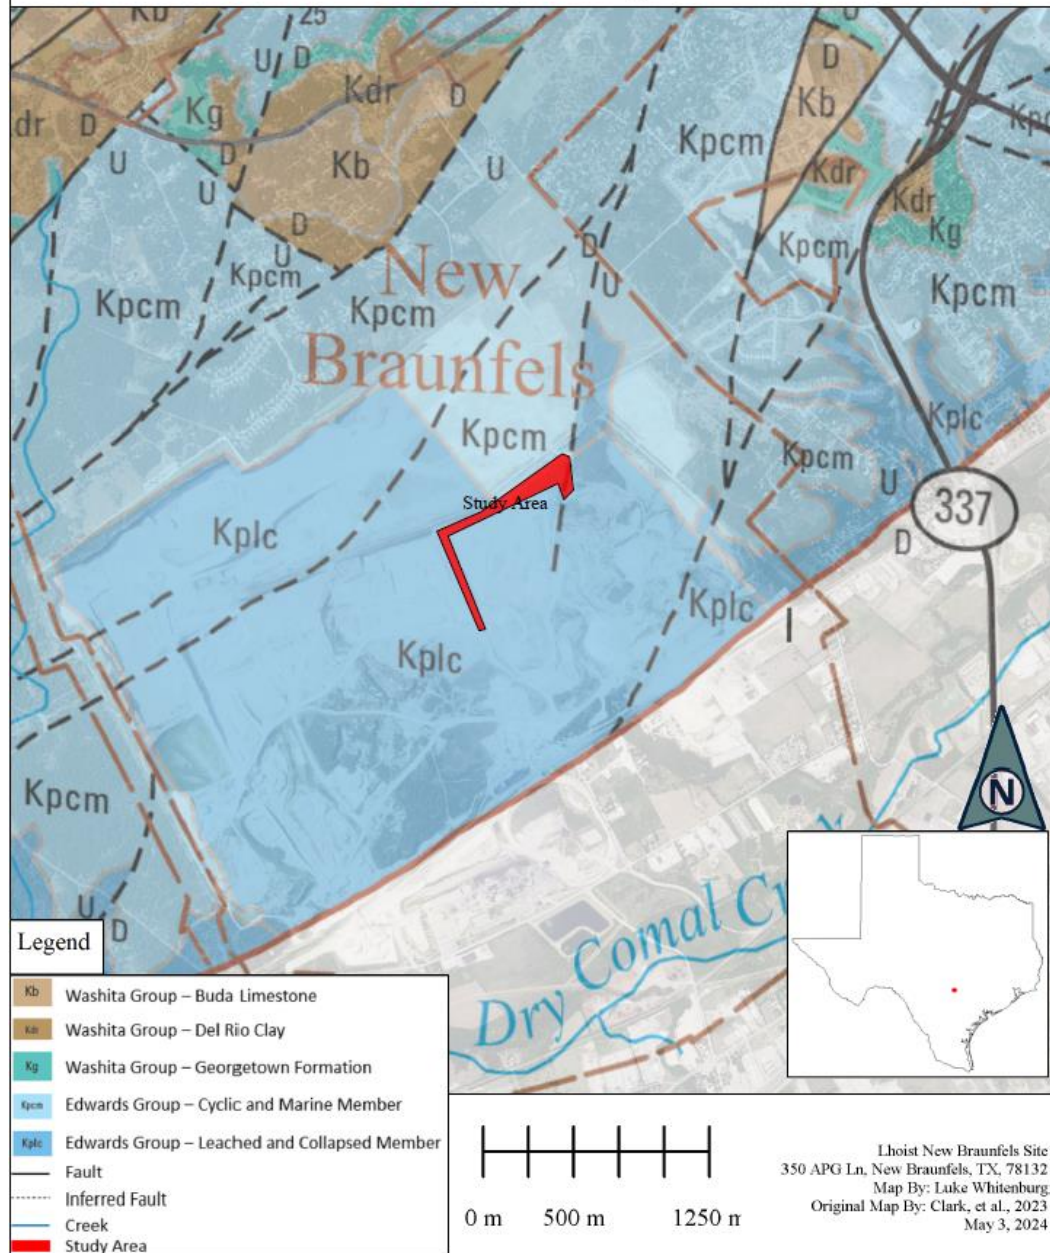 25
Kb
U
D
Kdr
D
Kg
Kb
D
Kpcm
U
D
dr
D
U
D
U
Kb
U
Kpcm
Kdr
Kdr
Kg
D
U
D
U
Kpcm
Kpcm
Kpcm
Kpcm
Kpcm
New
Braunfels
Kpcm
Kplc
Kpcm
U
337
D
Study Area
Kplc
Kplc
Kplc
Kpcm
U
D
N
Dry Comal Cr
Legend
Kb Washita Group – Buda Limestone
Kdr Washita Group – Del Rio Clay
Kg Washita Group – Georgetown Formation
Kpcm Edwards Group – Cyclic and Marine Member
Kplc Edwards Group – Leached and Collapsed Member
Fault
Inferred Fault
Creek
Study Area
0 m 500 m 1250 m
Lhoist New Braunfels Site
350 APG Ln, New Braunfels, TX, 78132
Map By: Luke Whitenburg
Original Map By: Clark, et al., 2023
May 3, 2024